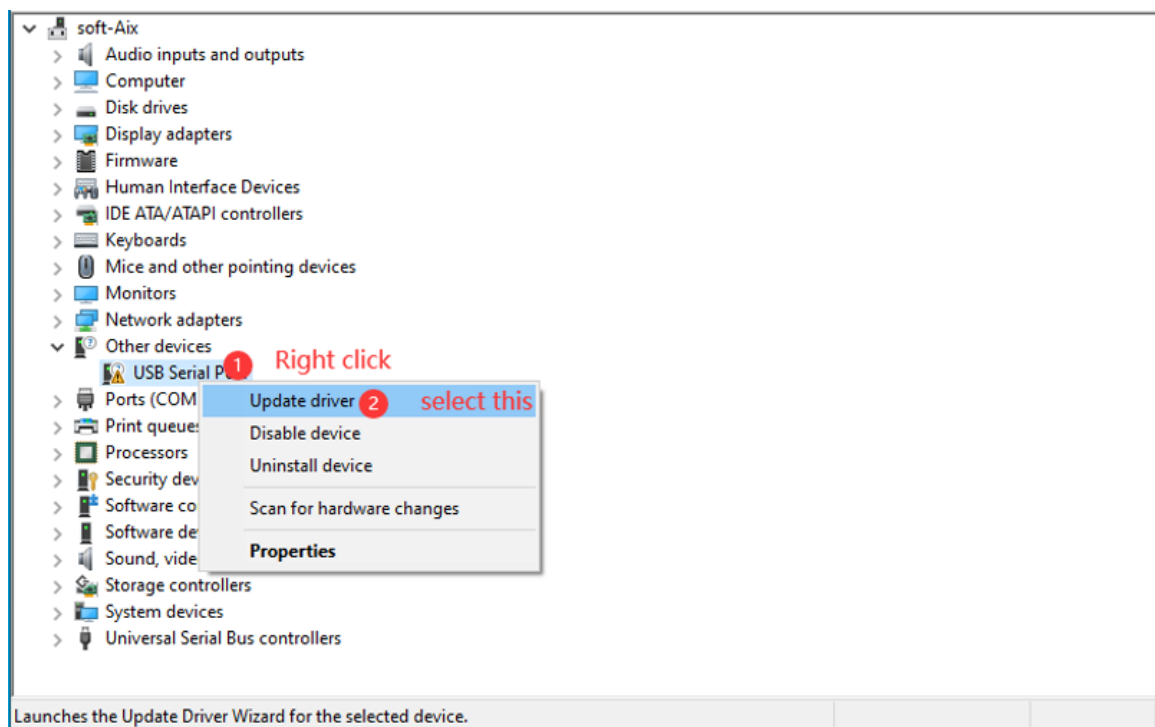 soft-Aix
Audio inputs and outputs
Computer
Disk drives
Display adapters
Firmware
Human Interface Devices
IDE ATA/ATAPI controllers
Keyboards
Mice and other pointing devices
Monitors
Network adapters
Other devices
USB Serial P 1 Right click
Ports (COM
Update driver 2 select this
Print queues
Disable device
Processors
Uninstall device
Security dev
Software co
Scan for hardware changes
Software de
Sound, vide
Properties
Storage controllers
System devices
Universal Serial Bus controllers
Launches the Update Driver Wizard for the selected device.